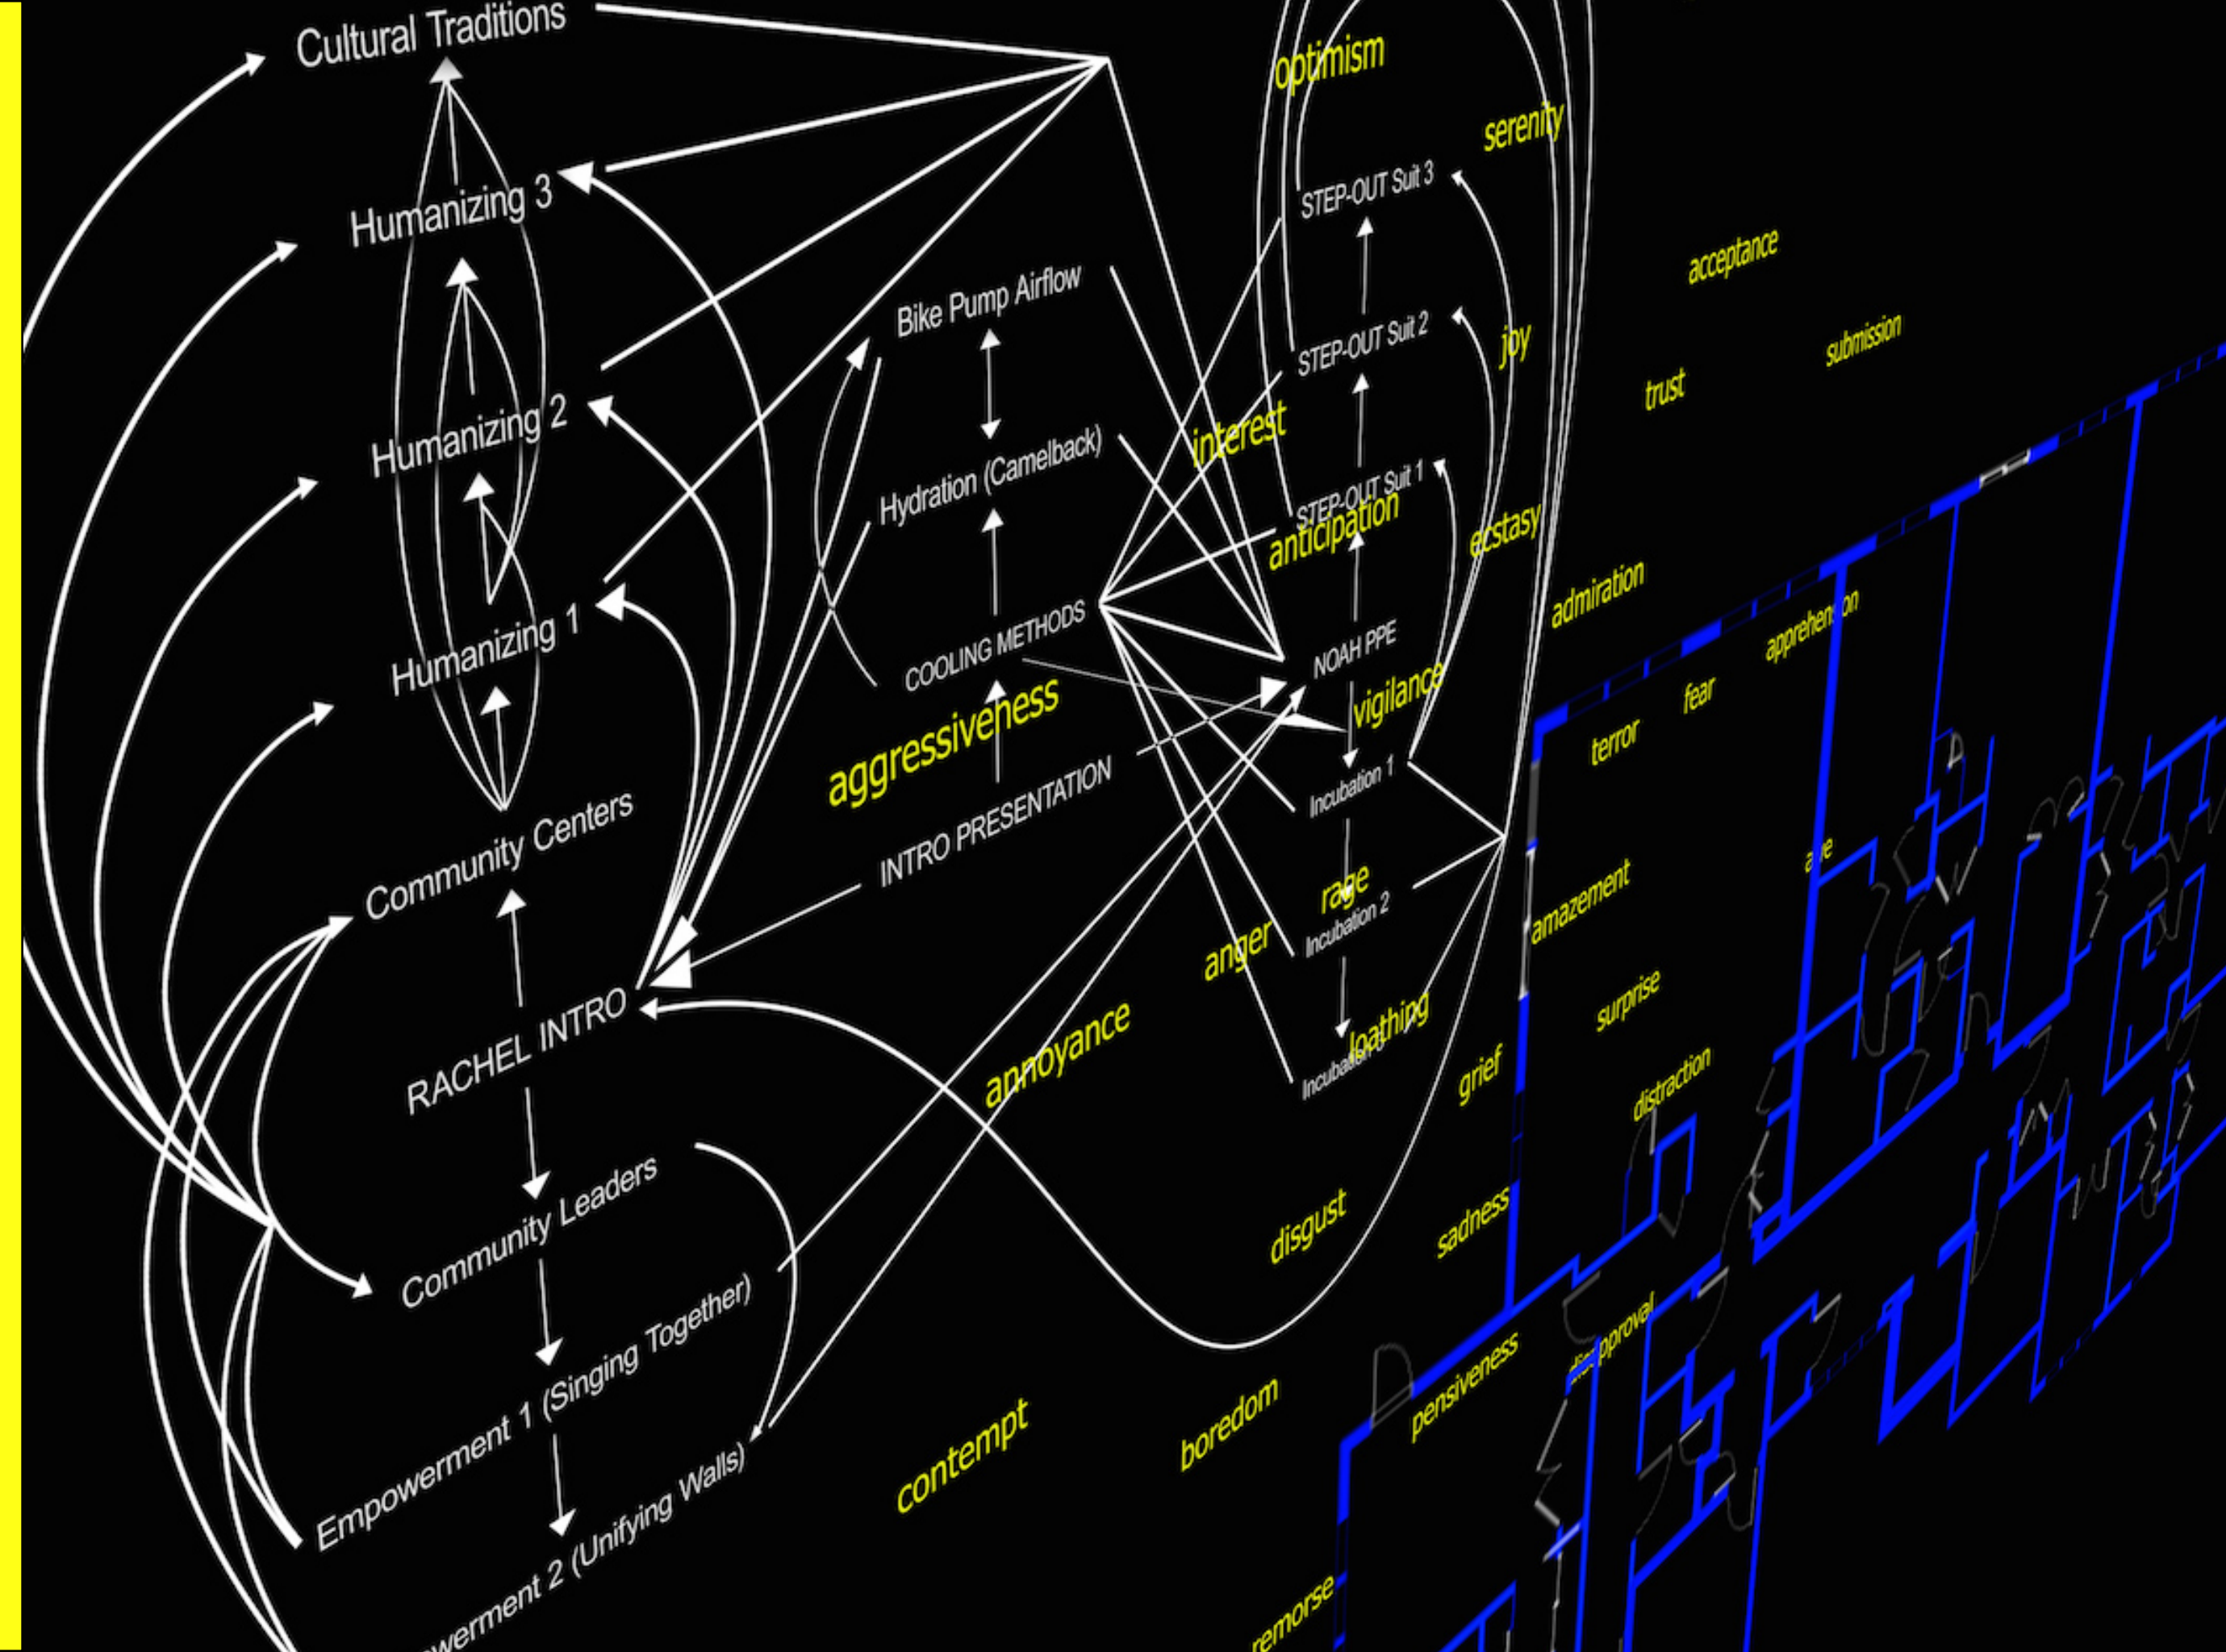 Cultural Traditions
Humanizing 3
Humanizing 2
Humanizing 1
Community Centers
RACHEL INTRO
Community Leaders
Empowerment 1 (Singing Together)
werment 2 (Unifying Walls)
Bike Pump Airflow
Hydration (Camelback)
COOLING METHODS
aggressiveness
INTRO PRESENTATION
annoyance
contempt
optimism
serenity
STEP-OUT Suit 3
STEP-OUT Suit 2
joy
interest
STEP-OUT Suit 1
anticipation
ecstasy
NOAH PPE
vigilance
Incubation 1
rage
Incubation 2
anger
loathing
Incubation
grief
disgust
sadness
boredom
pensiveness
remorse
acceptance
submission
trust
admiration
apprehension
fear
terror
awe
amazement
surprise
distraction
disapproval